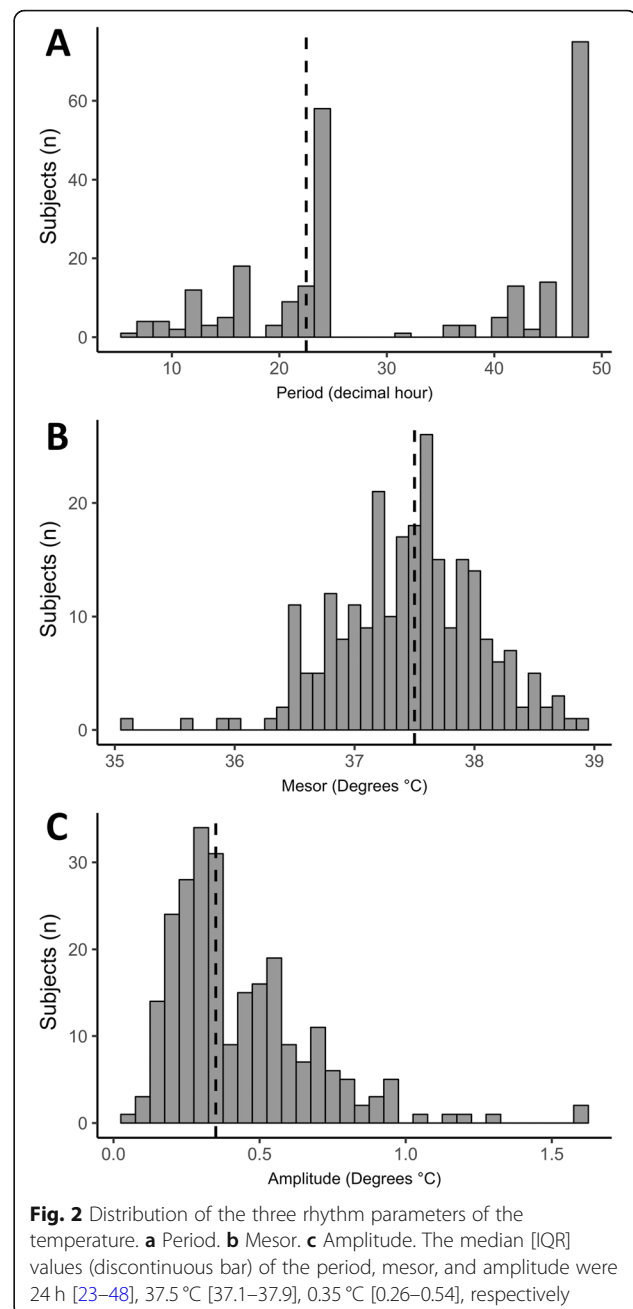 A
Subjects (n)
60
40
20
0
10
20
30
40
50
Period (decimal hour)
B
Subjects (n)
20
10
0
35
36
37
38
39
Mesor (Degrees °C)
C
Subjects (n)
30
20
10
0
0.0
0.5
1.0
1.5
Amplitude (Degrees °C)
Fig. 2 Distribution of the three rhythm parameters of the
temperature. a Period. b Mesor. c Amplitude. The median [IQR]
values (discontinuous bar) of the period, mesor, and amplitude were
24 h [23–48], 37.5 °C [37.1–37.9], 0.35 °C [0.26–0.54], respectively